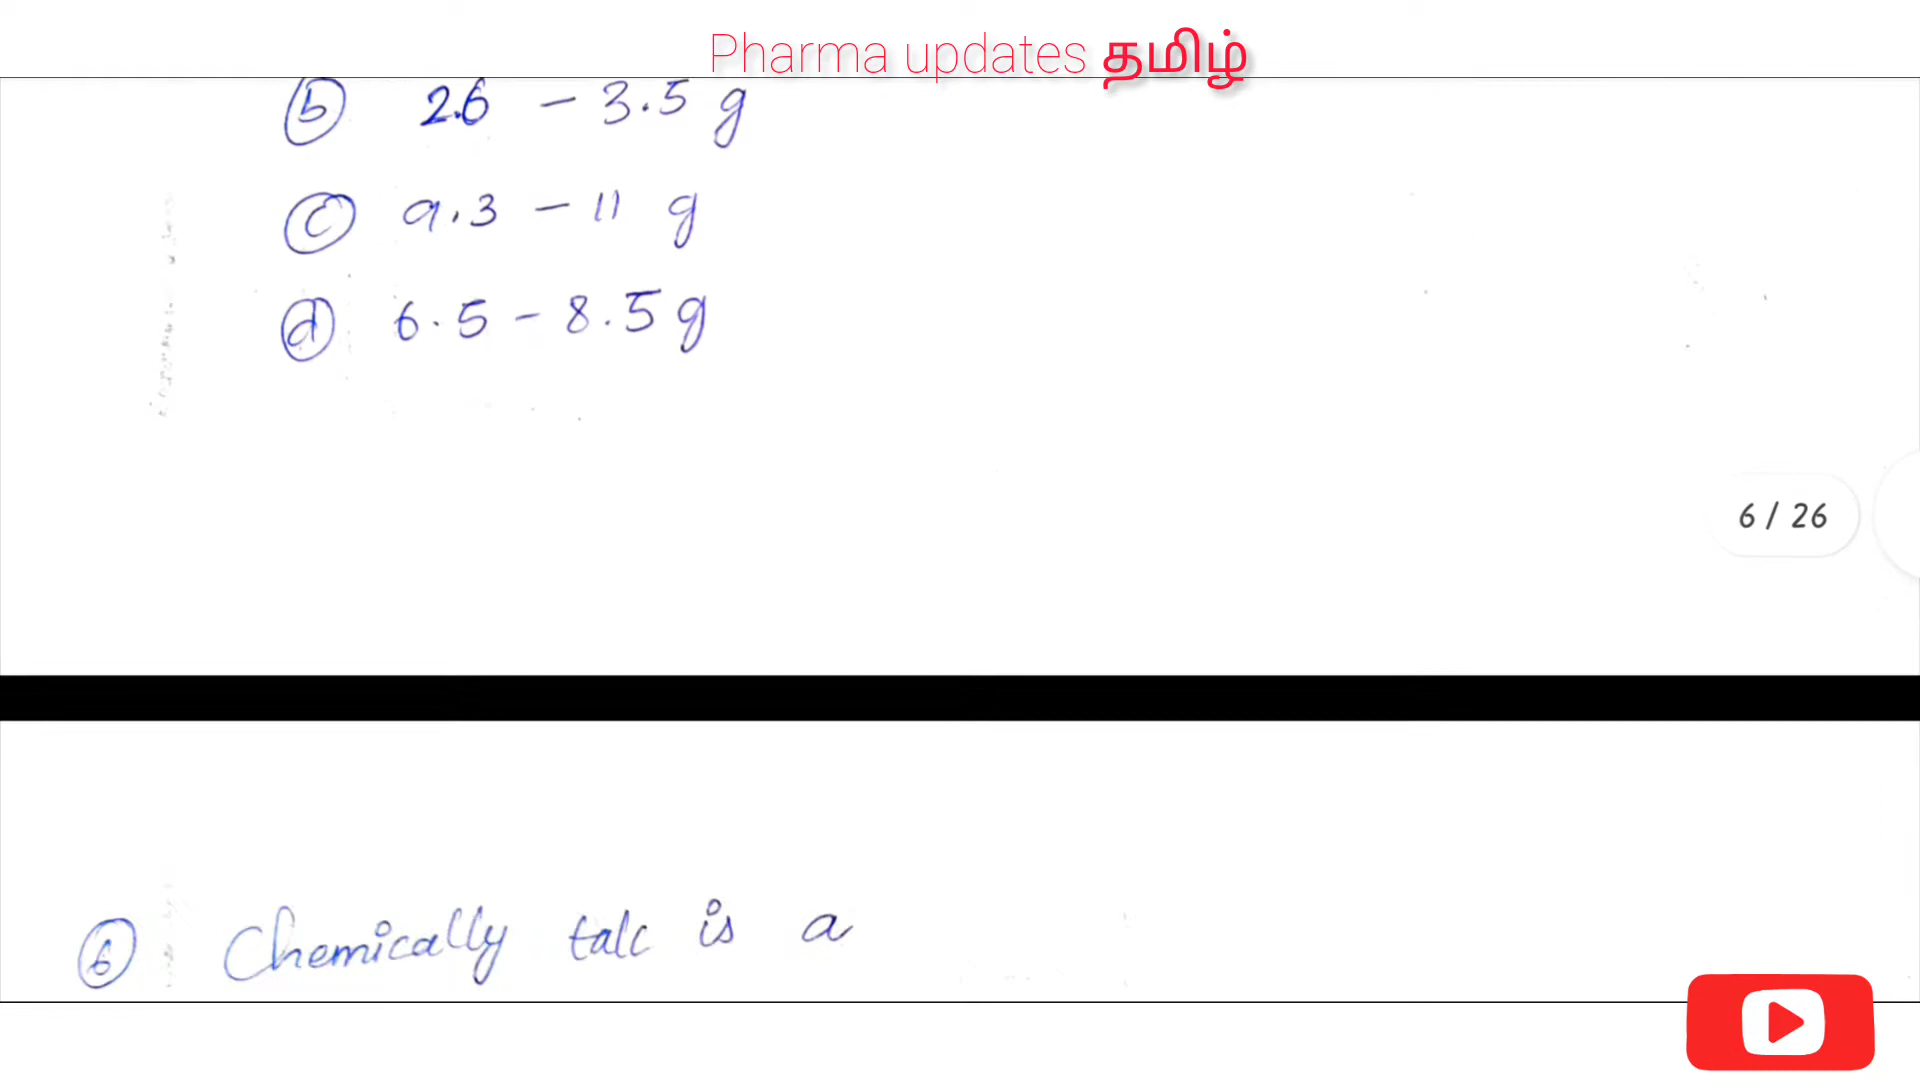 Pharma updates தமிழ்
b 2.6 - 3.5 g
c 9.3 - 11 g
d 6.5 - 8.5 g
6 / 26
6 Chemically talc is a